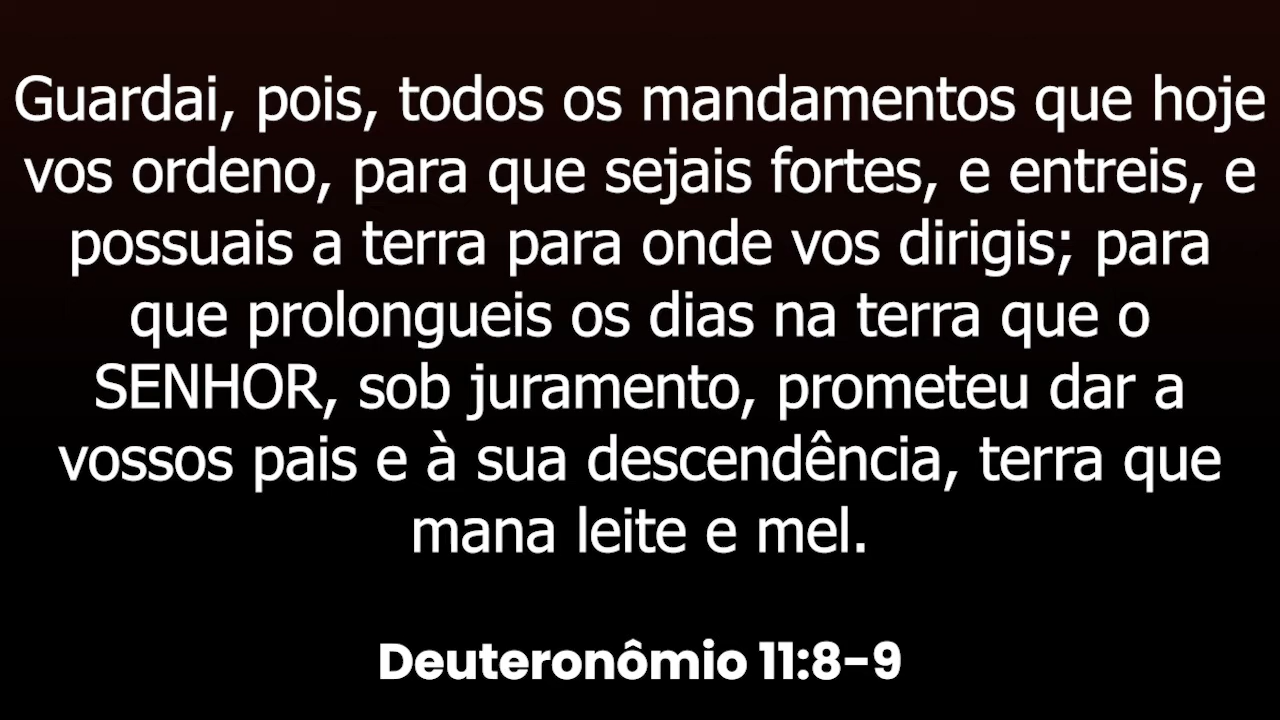 Guardai, pois, todos os mandamentos que hoje
vos ordeno, para que sejais fortes, e entreis, e
possuais a terra para onde vos dirigis; para
que prolongueis os dias na terra que o
SENHOR, sob juramento, prometeu dar a
vossos pais e à sua descendência, terra que
mana leite e mel.
Deuteronômio 11:8-9